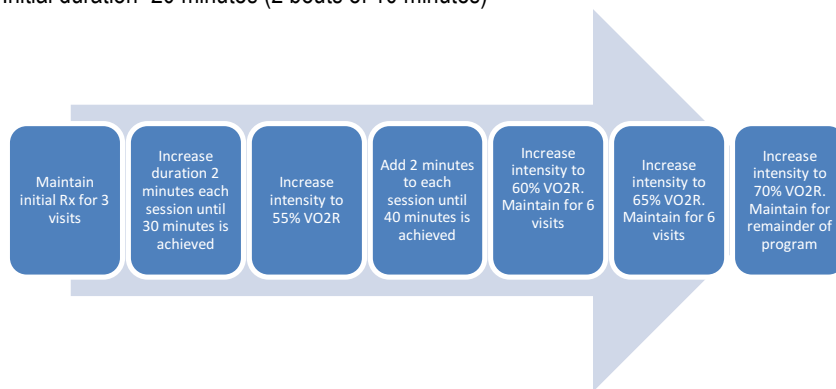 Initial duration- 20 minutes (2 bouts of 10 minutes)
Maintain
initial Rx for 3
visits
Increase
duration 2
minutes each
session until
30 minutes is
achieved
Increase
intensity to
55% VO2R
Add 2 minutes
to each
session until
40 minutes is
achieved
Increase
intensity to
60% VO2R.
Maintain for 6
visits
Increase
intensity to
65% VO2R.
Maintain for 6
visits
Increase
intensity to
70% VO2R.
Maintain for
remainder of
program